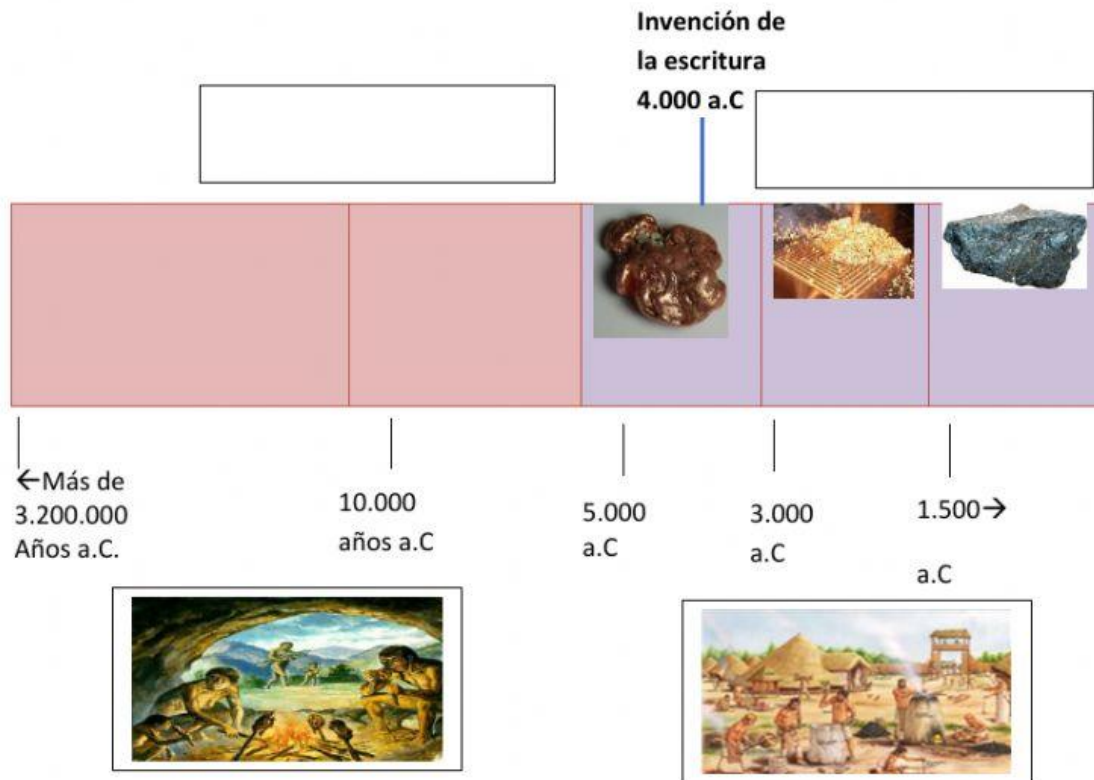 Invención de
la escritura
4.000 a.C
←Más de
3.200.000
Años a.C.
10.000
años a.C
5.000
a.C
3.000
a.C
1.500→
a.C